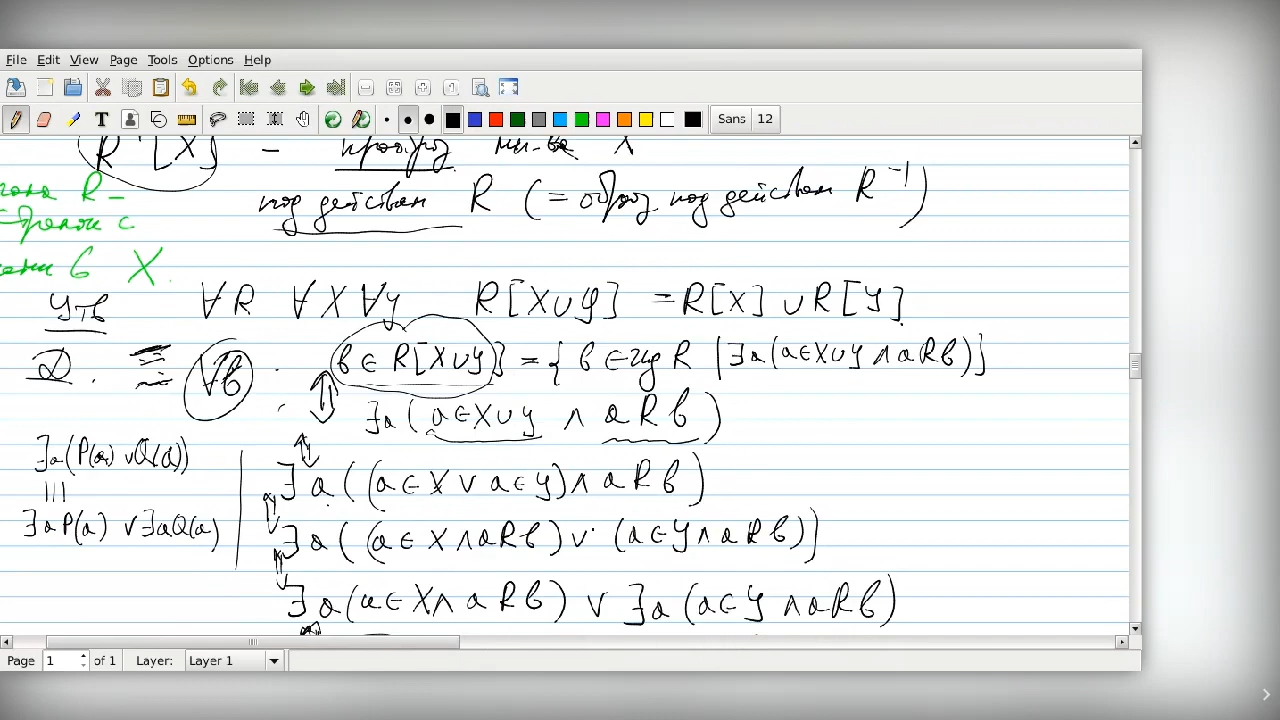 File Edit View Page Tools Options Help
Sans 12
R⁻¹[X] – прообраз мн-ва X
под действием R (= образ под действием R⁻¹)
в X
Утв ∀R ∀X ∀Y R[X∪Y] = R[X] ∪ R[Y].
D. ∀b b ∈ R[X∪Y] = { b ∈ rng R | ∃a(a∈X∪Y ∧ aRb)}
∃a(a∈X∪Y ∧ aRb)
∃a((a∈X ∨ a∈Y) ∧ aRb)
∃a((a∈X ∧ aRb) ∨ (a∈Y ∧ aRb))
∃a(a∈X ∧ aRb) ∨ ∃a(a∈Y ∧ aRb)
∃a(P(a) ∨ Q(a))
|||
∃aP(a) ∨ ∃aQ(a)
Page 1 of 1 Layer: Layer 1